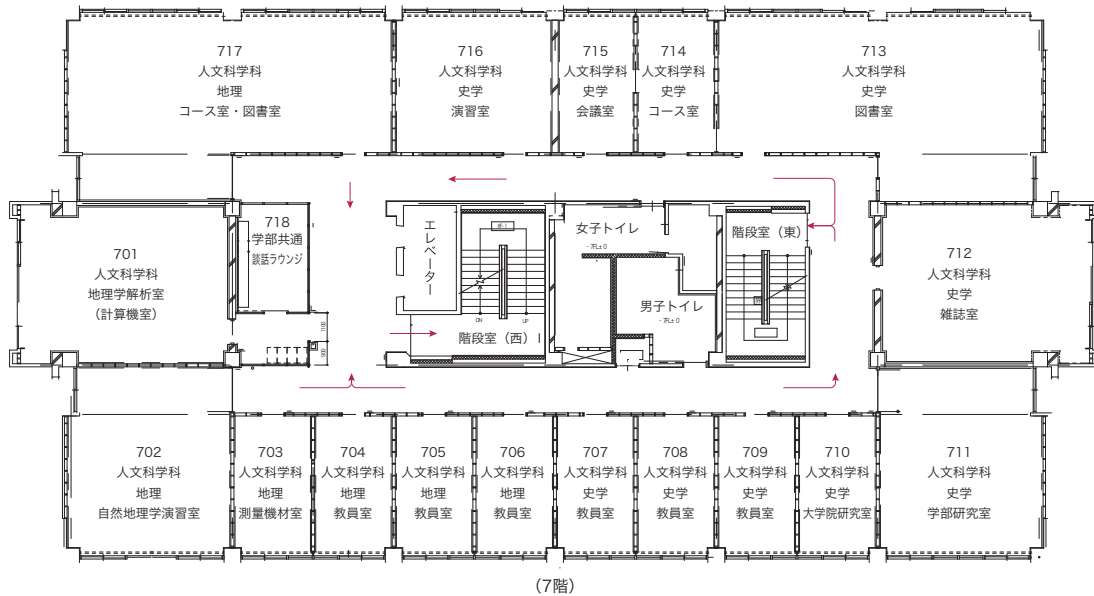 717
人文科学科
地理
コース室・図書室
716
人文科学科
史学
演習室
715
人文科学科
史学
会議室
714
人文科学科
史学
コース室
713
人文科学科
史学
図書室
718
学部共通
談話ラウンジ
701
人文科学科
地理学解析室
（計算機室）
エレベーター
DN
UP
階段室（西）
女子トイレ
- 7FL±0
男子トイレ
- 7FL±0
階段室（東）
712
人文科学科
史学
雑誌室
1100
900
702
人文科学科
地理
自然地理学演習室
703
人文科学科
地理
測量機材室
704
人文科学科
地理
教員室
705
人文科学科
地理
教員室
706
人文科学科
地理
教員室
707
人文科学科
史学
教員室
708
人文科学科
史学
教員室
709
人文科学科
史学
教員室
710
人文科学科
史学
大学院研究室
711
人文科学科
史学
学部研究室
（7階）